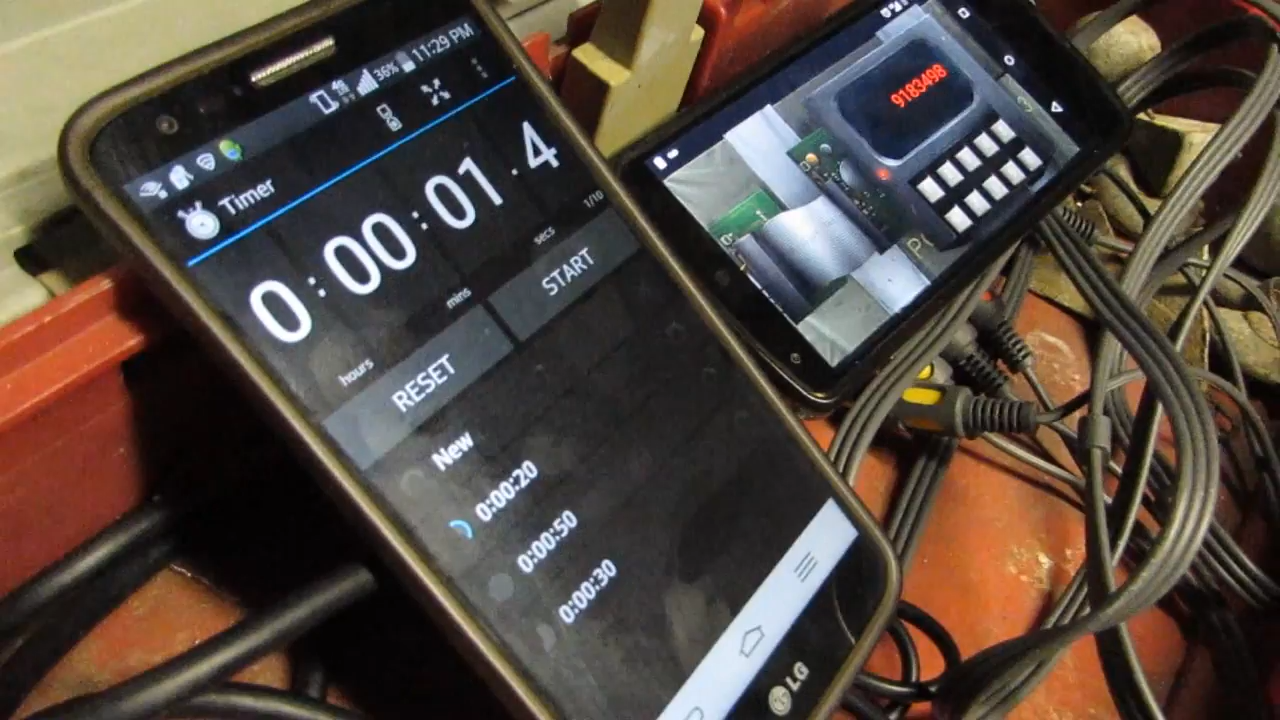 36% 11:29 PM
Timer
0:00:01.4
hours mins secs 1/10
RESET START
New
0:00:20
0:00:50
0:00:30
LG
9183498